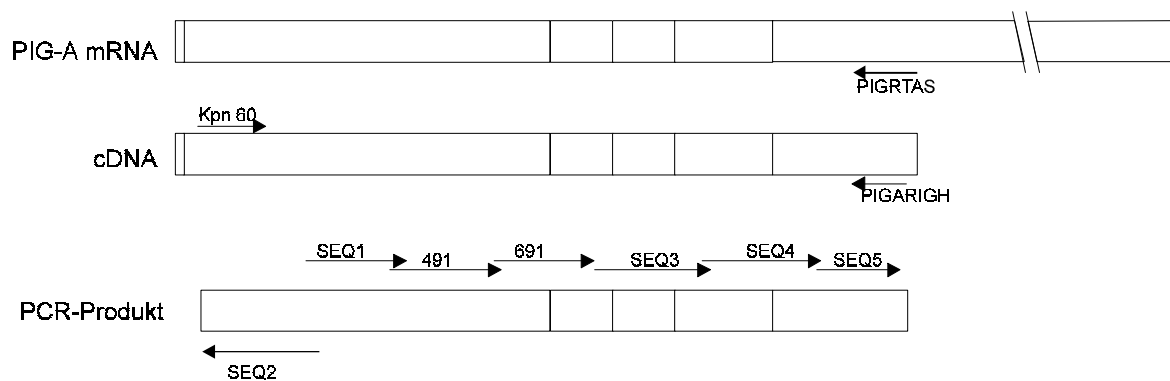 PIG-A mRNA
PIGRTAS
Kpn 60
cDNA
PIGARIGH
SEQ1
491
691
SEQ3
SEQ4
SEQ5
PCR-Produkt
SEQ2